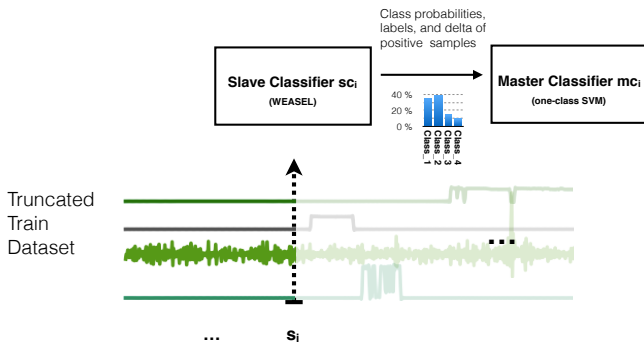 Class probabilities,
labels, and delta of
positive samples
Slave Classifier sci
(WEASEL)
Master Classifier mci
(one-class SVM)
40 %
20 %
0 %
Class_1
Class_2
Class_3
Class_4
Truncated
Train
Dataset
...
... si